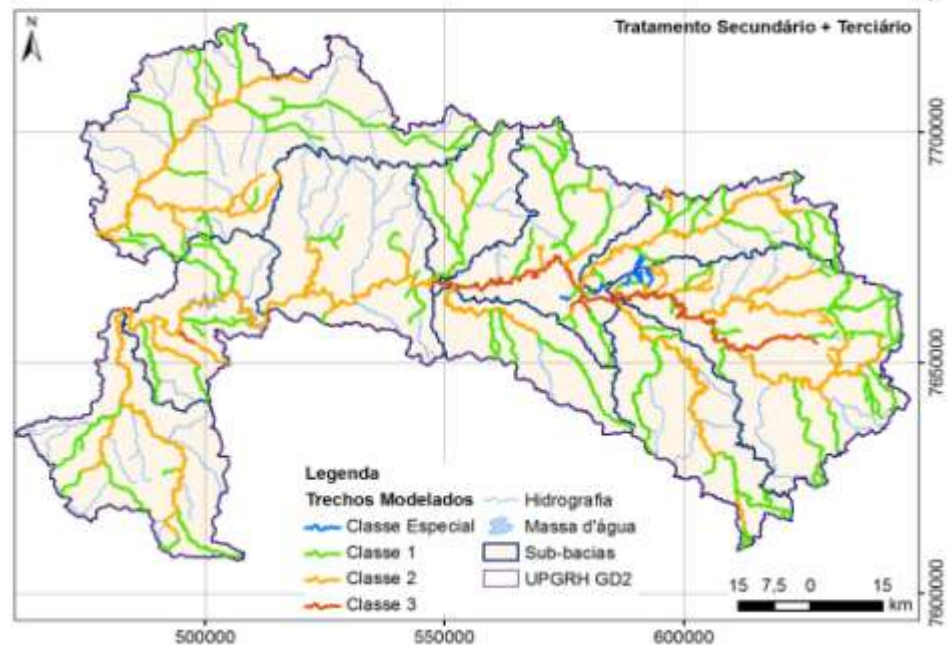 N
Tratamento Secundário + Terciário
7700000
7650000
7600000
Legenda
Trechos Modelados
Classe Especial
Classe 1
Classe 2
Classe 3
Hidrografia
Massa d'água
Sub-bacias
UPGRH GD2
15 7,5 0 15
km
500000 550000 600000